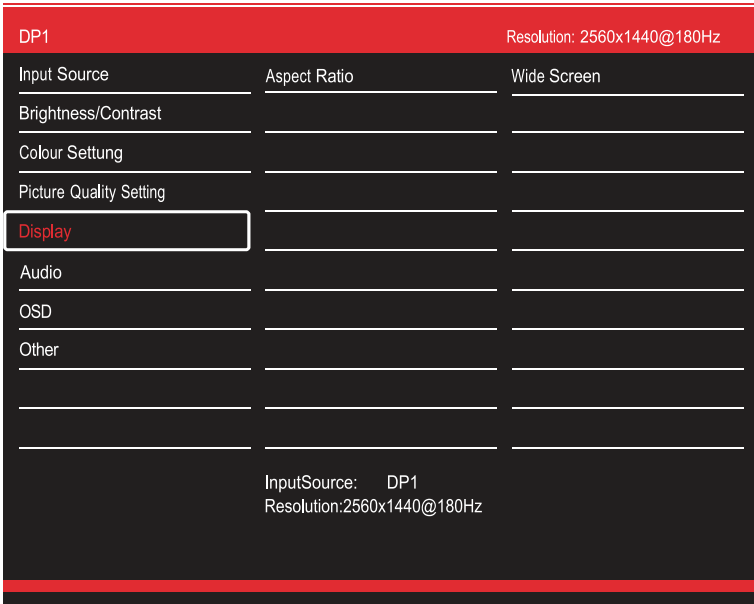 DP1 Resolution: 2560x1440@180Hz
Input Source Aspect Ratio Wide Screen
Brightness/Contrast
Colour Settung
Picture Quality Setting
Display
Audio
OSD
Other
InputSource: DP1
Resolution:2560x1440@180Hz